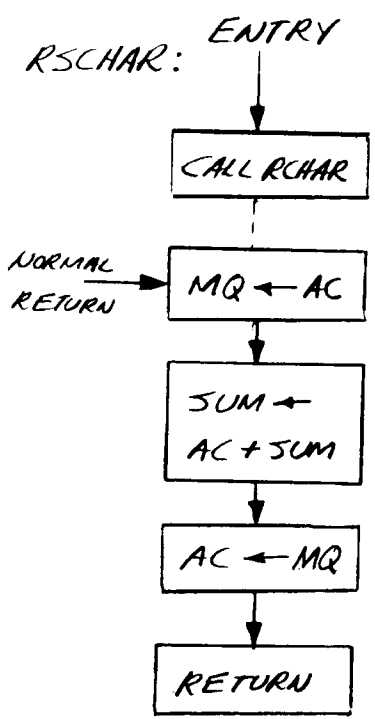 ENTRY
RSCHAR:
CALL RCHAR
NORMAL
RETURN
MQ ← AC
SUM ←
AC + SUM
AC ← MQ
RETURN